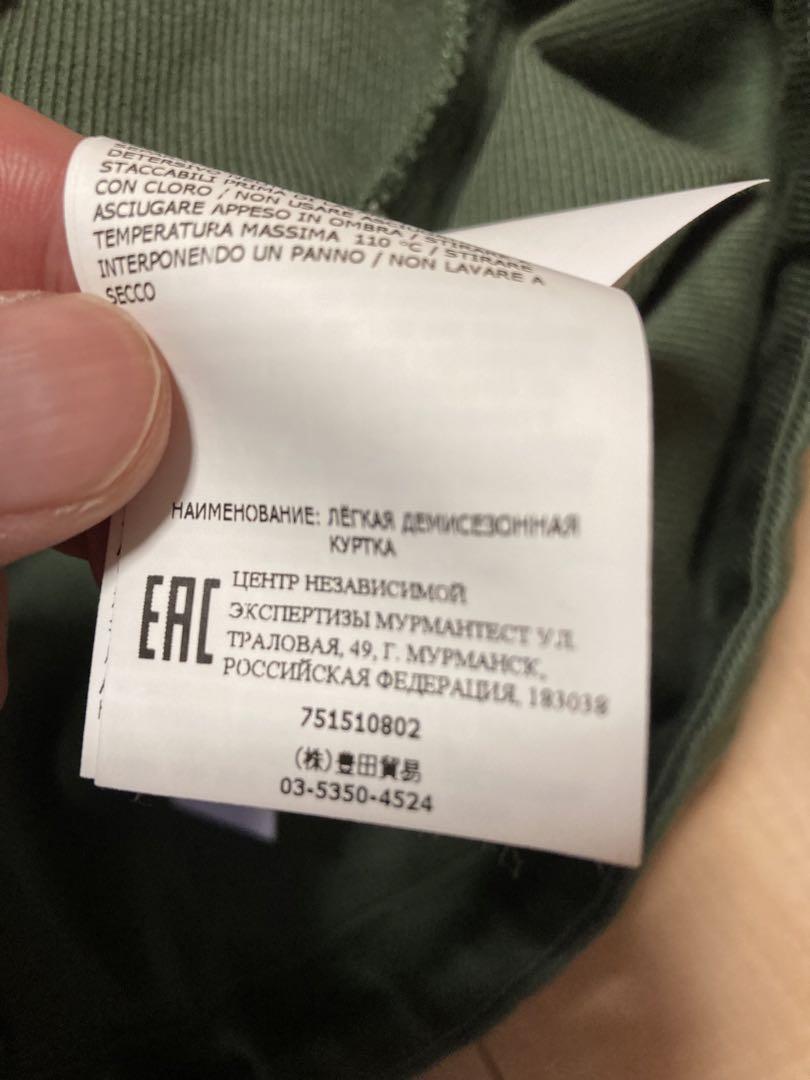 DETERSIVO
STACCABILI PRIMA DI
CON CLORO / NON USARE
ASCIUGARE APPESO IN OMBRA / STIRARE A
TEMPERATURA MASSIMA 110 °C / STIRARE
INTERPONENDO UN PANNO / NON LAVARE A
SECCO
НАИМЕНОВАНИЕ: ЛЁГКАЯ ДЕМИСЕЗОННАЯ
КУРТКА
EAC
ЦЕНТР НЕЗАВИСИМОЙ
ЭКСПЕРТИЗЫ МУРМАНТЕСТ УЛ.
ТРАЛОВАЯ, 49, Г. МУРМАНСК,
РОССИЙСКАЯ ФЕДЕРАЦИЯ, 183038
751510802
(株)豊田貿易
03-5350-4524